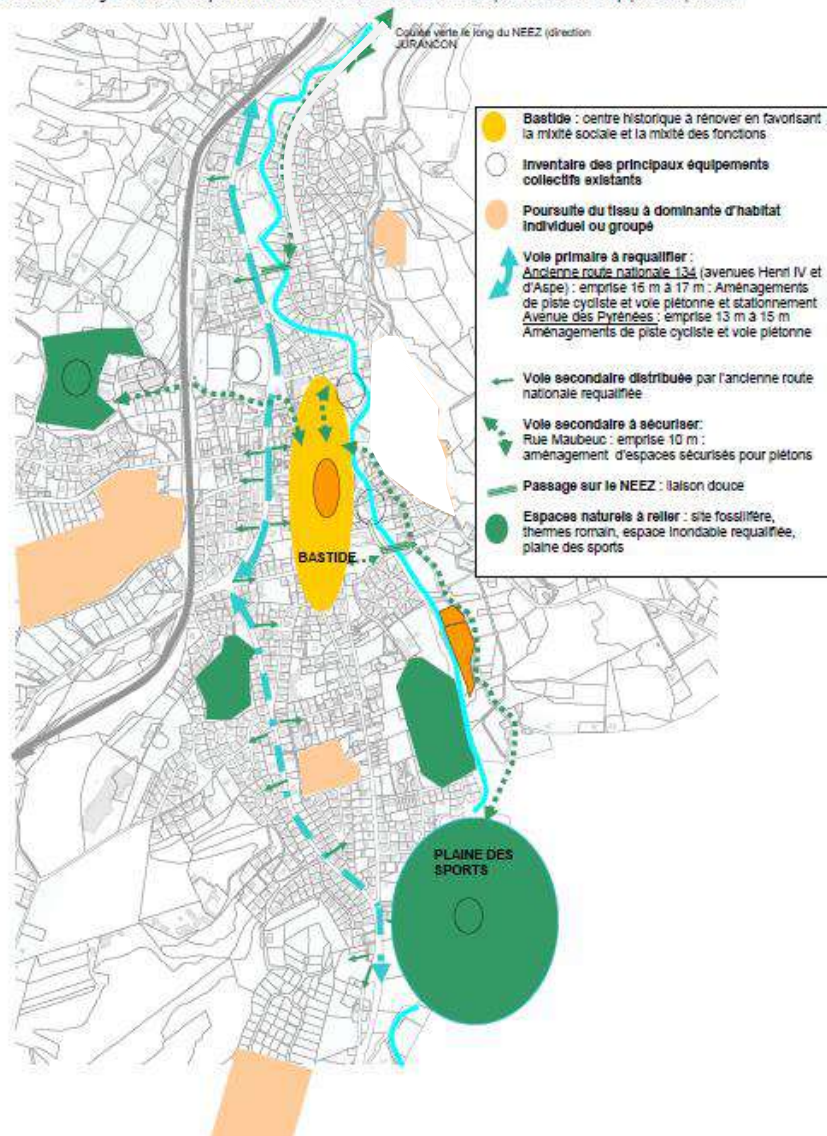 Coulée verte le long du NEEZ (direction
JURANCON
Bastide : centre historique à rénover en favorisant
la mixité sociale et la mixité des fonctions
Inventaire des principaux équipements
collectifs existants
Poursuite du tissu à dominante d'habitat
individuel ou groupé
Voie primaire à requalifier :
Ancienne route nationale 134 (avenues Henri IV et
d'Aspe) : emprise 16 m à 17 m : Aménagements
de piste cycliste et voie piétonne et stationnement
Avenue des Pyrénées : emprise 13 m à 15 m
Aménagements de piste cycliste et voie piétonne
Voie secondaire distribuée par l'ancienne route
nationale requalifiée
Voie secondaire à sécuriser:
Rue Maubeuc : emprise 10 m :
aménagement d'espaces sécurisés pour piétons
Passage sur le NEEZ : liaison douce
Espaces naturels à relier : site fossilifère,
thermes romain, espace inondable requalifiée,
plaine des sports
BASTIDE
PLAINE DES
SPORTS